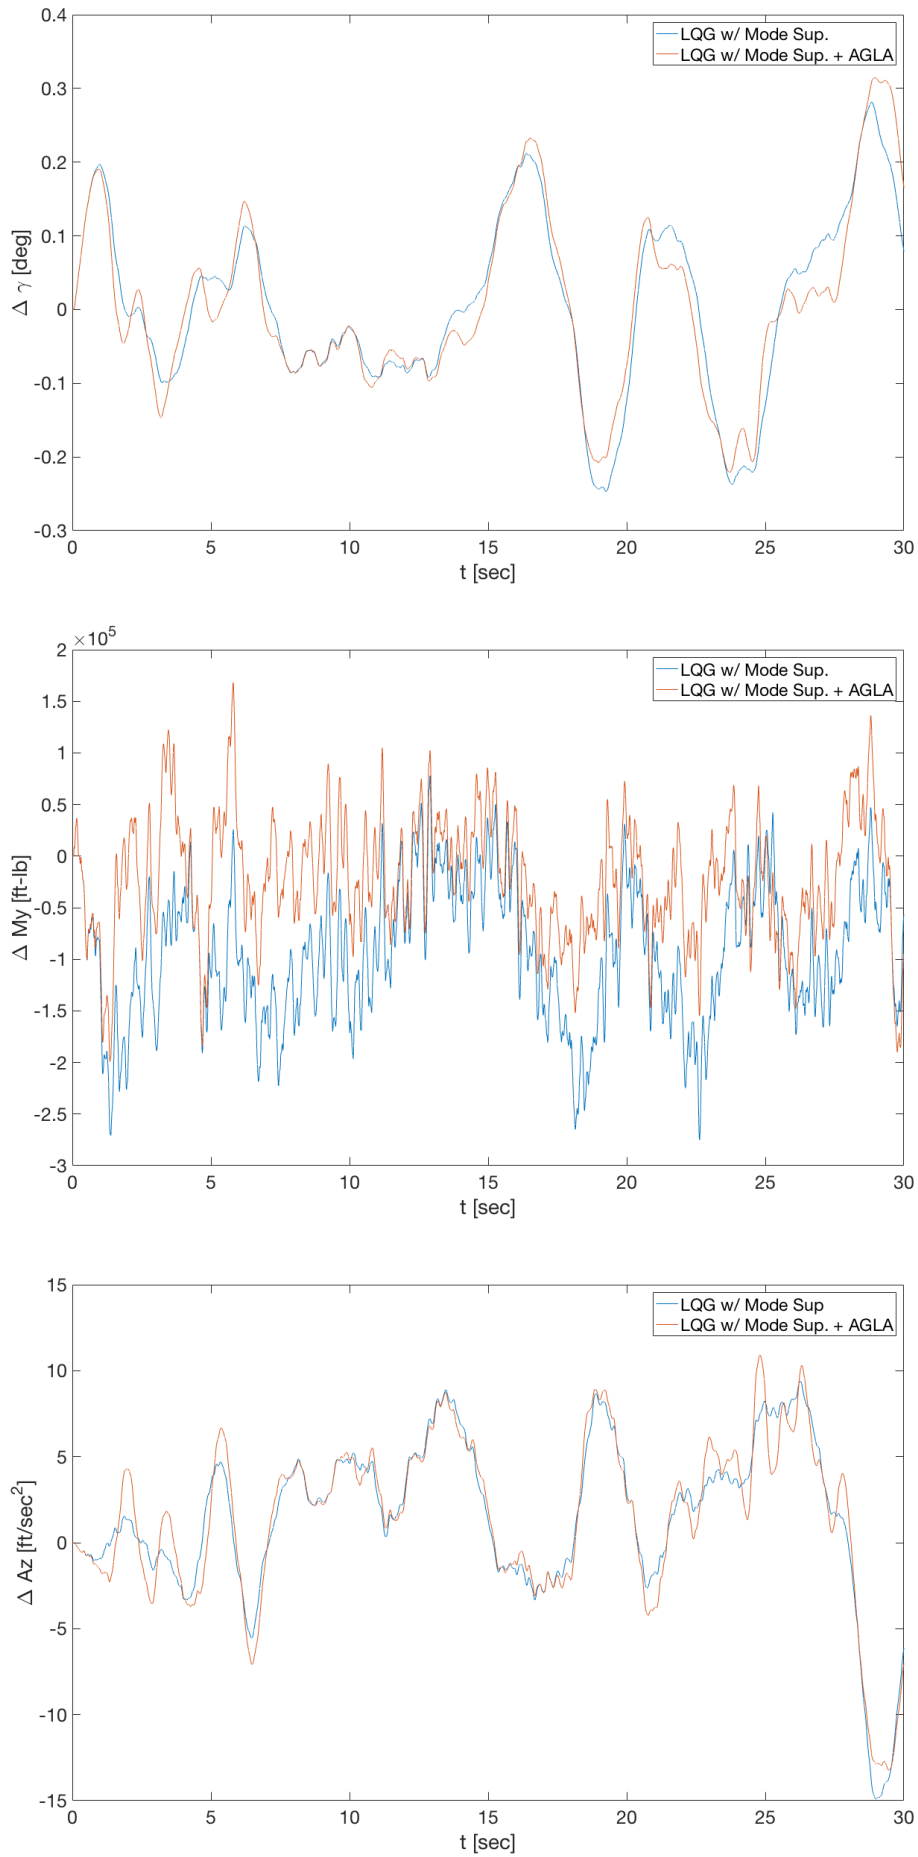 0.4
0.3
0.2
0.1
0
-0.1
-0.2
-0.3
Δ γ [deg]
LQG w/ Mode Sup.
LQG w/ Mode Sup. + AGLA
0 5 10 15 20 25 30
t [sec]
×10^5
2
1.5
1
0.5
0
-0.5
-1
-1.5
-2
-2.5
-3
Δ My [ft-lb]
LQG w/ Mode Sup.
LQG w/ Mode Sup. + AGLA
0 5 10 15 20 25 30
t [sec]
15
10
5
0
-5
-10
-15
Δ Az [ft/sec²]
LQG w/ Mode Sup
LQG w/ Mode Sup. + AGLA
0 5 10 15 20 25 30
t [sec]